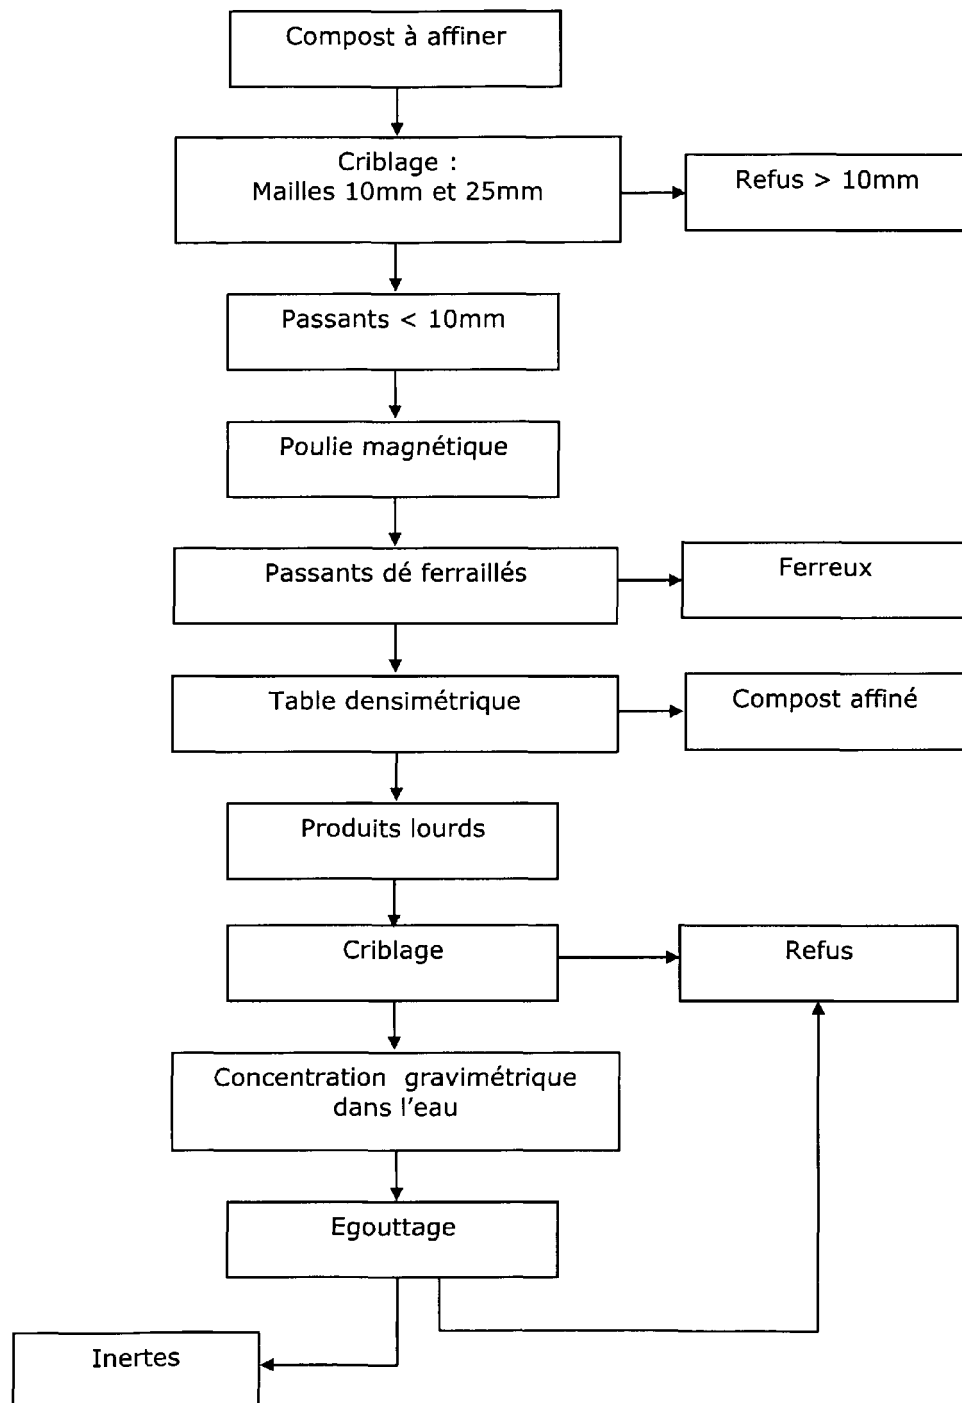 Compost à affiner
Criblage :
Mailles 10mm et 25mm
Refus > 10mm
Passants < 10mm
Poulie magnétique
Passants dé ferraillés
Ferreux
Table densimétrique
Compost affiné
Produits lourds
Criblage
Refus
Concentration gravimétrique
dans l'eau
Egouttage
Inertes